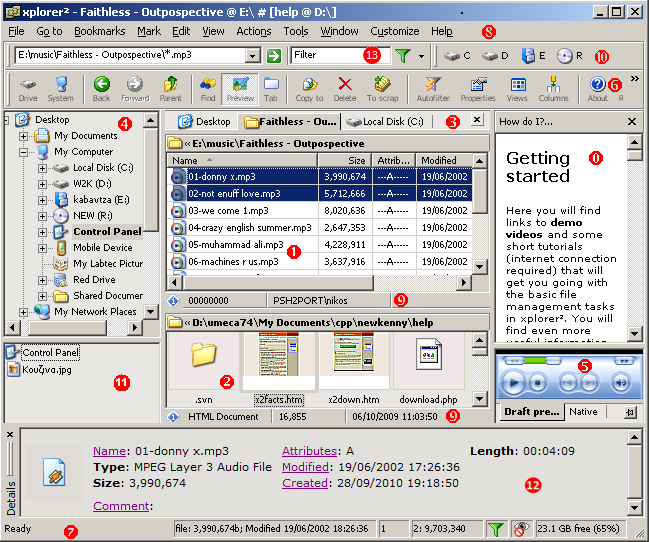 xplorer² - Faithless - Outpospective @ E:\ # [help @ D:\]
File Go to Bookmarks Mark Edit View Actions Tools Window Customize Help 8
E:\music\Faithless - Outpospective\*.mp3 Filter 13 C D E R 10
Drive System Back Forward Parent Find Preview Copy to Delete To scrap Autofilter Properties Views Columns About R 6 »
Desktop 4
My Documents
My Computer
Local Disk (C:)
W2K (D:)
kabavtza (E:)
NEW (R:)
Control Panel
Mobile Device
My Labtec Pictur
Red Drive
Shared Documer
My Network Places
Control Panel
Κουζίνα.jpg
11
Desktop Faithless - Ou... Local Disk (C:) 3
« E:\music\Faithless - Outpospective
Name Size Attrib... Modified
01-donny x.mp3 3,990,674 ---A----- 19/06/2002
02-not enuff love.mp3 5,712,666 ---A----- 19/06/2002
03-we come 1.mp3 8,020,636 ---A----- 19/06/2002
04-crazy english summer.mp3 2,647,353 ---A----- 19/06/2002
05-muhammad ali.mp3 4,228,911 ---A----- 19/06/2002
06-machines r us.mp3 3,637,916 ---A----- 19/06/2002
1
00000000 PSH2PORT\nikos 9
« D:\umeca74\My Documents\cpp\newkenny\help
2
.svn x2facts.htm x2down.htm download.php
HTML Document 16,855 06/10/2009 11:03:50 9
How do I?...
0
Getting
started
Here you will find
links to demo
videos and some
short tutorials
(internet connection
required) that will
get you going with
the basic file
management tasks
in xplorer². You will
find even more
useful information
5
Draft pre... Native
Details
Name: 01-donny x.mp3 Attributes: A Length: 00:04:09
Type: MPEG Layer 3 Audio File Modified: 19/06/2002 17:26:36
Size: 3,990,674 Created: 28/09/2010 19:18:50
12
Comment:
Ready 7 file: 3,990,674b; Modified 19/06/2002 18:26:36 1 2: 9,703,340 23.1 GB free (65%)